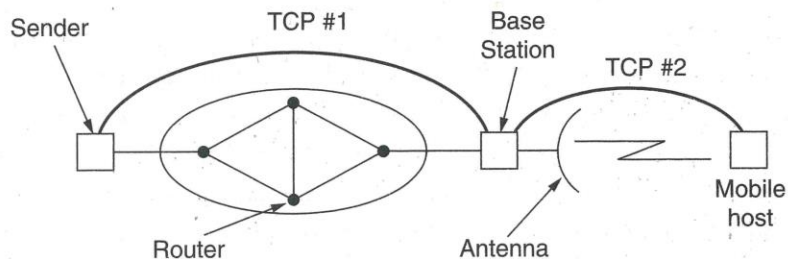 Sender
TCP #1
Base
Station
TCP #2
Router
Antenna
Mobile
host